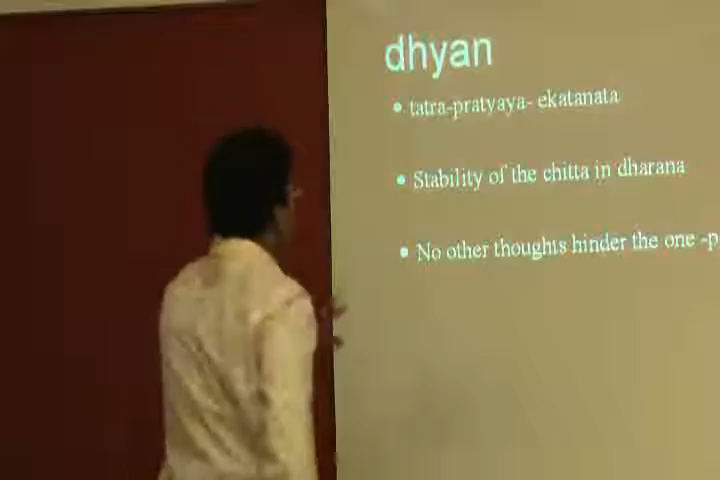 dhyan
• tatra-pratyaya- ekatanata
• Stability of the chitta in dharana
• No other thoughts hinder the one -p